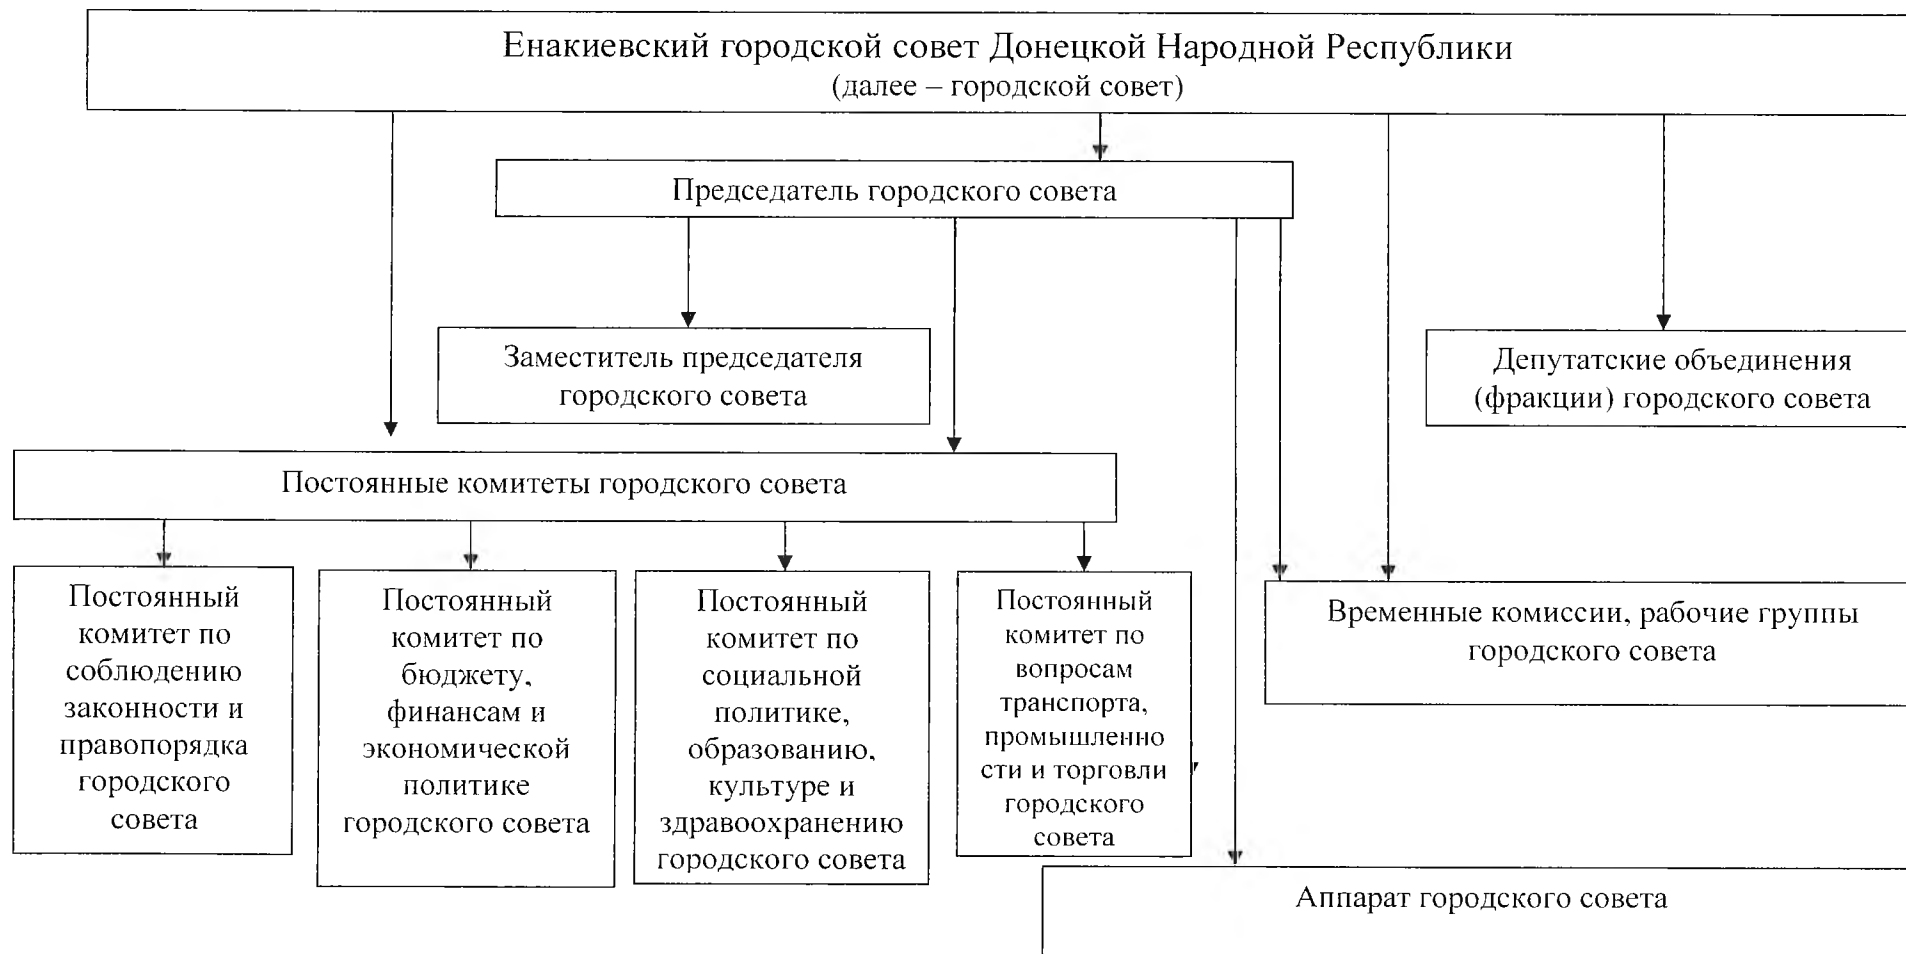 Енакиевский городской совет Донецкой Народной Республики
(далее – городской совет)
Председатель городского совета
Заместитель председателя
городского совета
Депутатские объединения
(фракции) городского совета
Постоянные комитеты городского совета
Постоянный
комитет по
соблюдению
законности и
правопорядка
городского
совета
Постоянный
комитет по
бюджету,
финансам и
экономической
политике
городского совета
Постоянный
комитет по
социальной
политике,
образованию,
культуре и
здравоохранению
городского совета
Постоянный
комитет по
вопросам
транспорта,
промышленно
сти и торговли
городского
совета
Временные комиссии, рабочие группы
городского совета
Аппарат городского совета